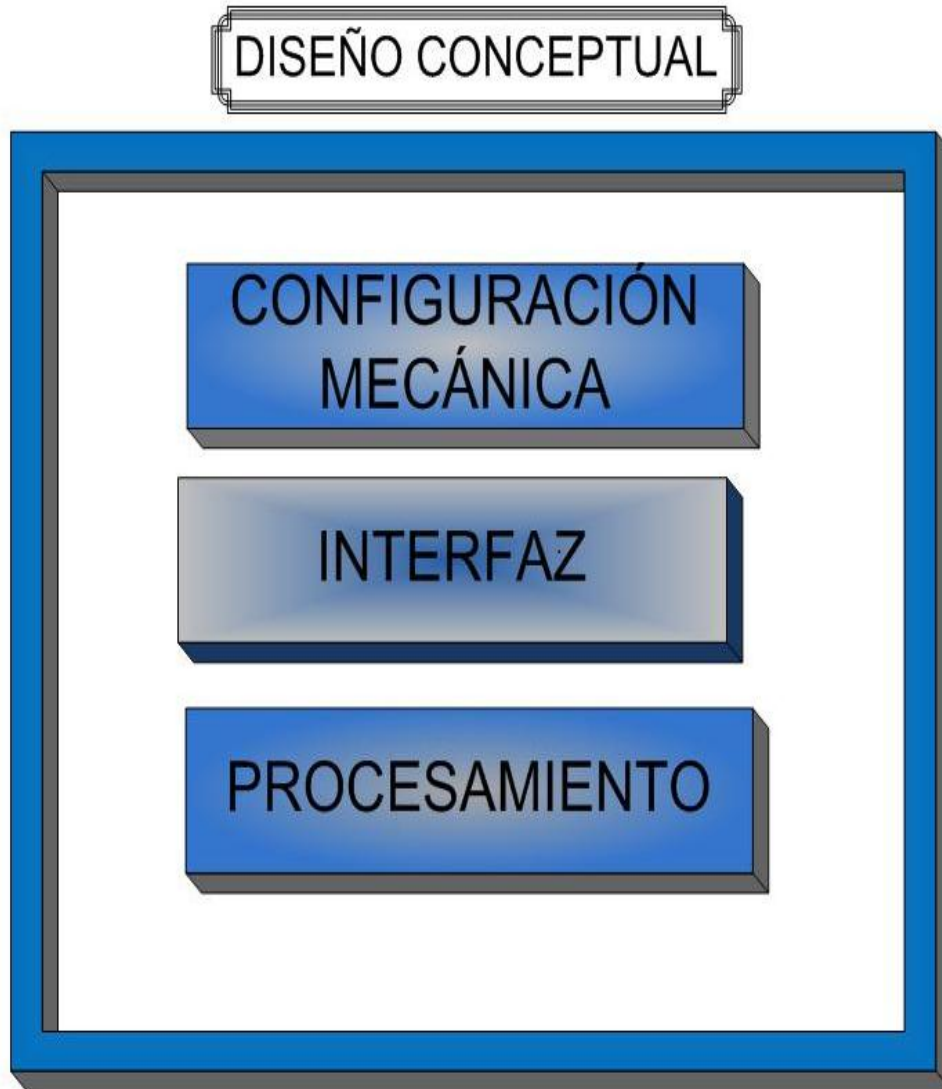 DISEÑO CONCEPTUAL
CONFIGURACIÓN
MECÁNICA
INTERFAZ
PROCESAMIENTO